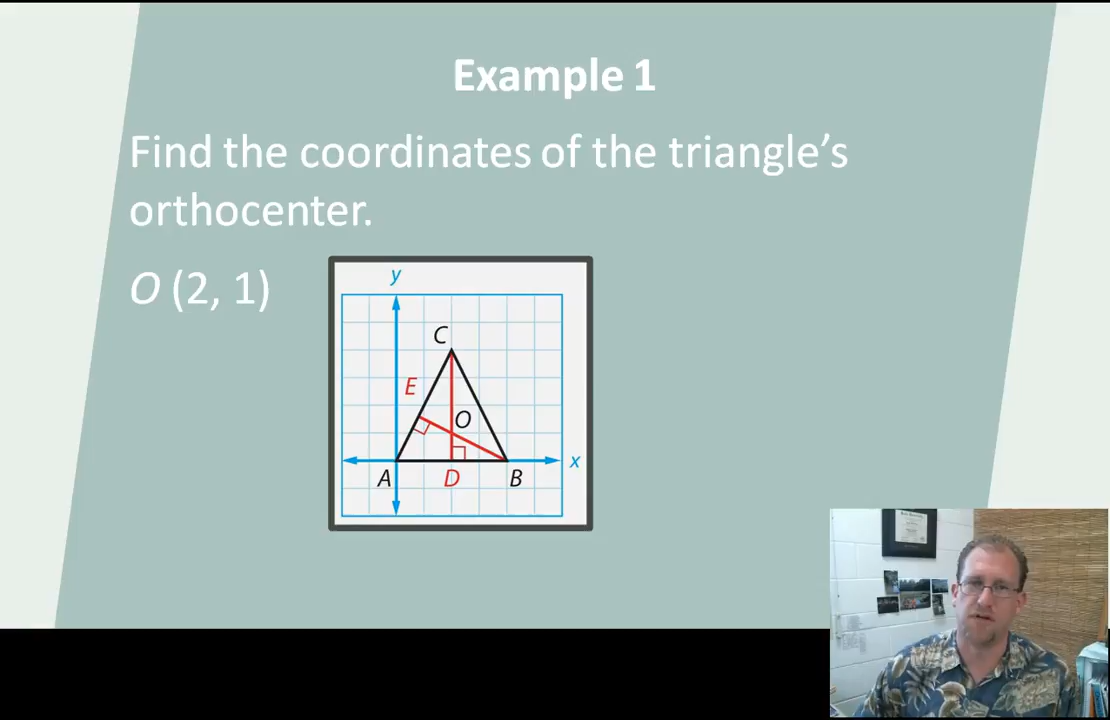 Example 1
Find the coordinates of the triangle’s
orthocenter.
O (2, 1)
y
C
E
O
x
A
D
B